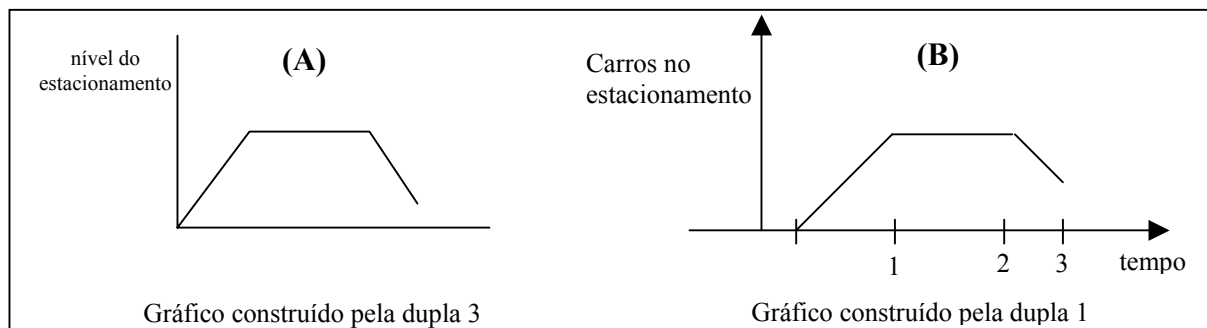 nível do
estacionamento
(A)
Gráfico construído pela dupla 3
Carros no
estacionamento
(B)
1
2
3
tempo
Gráfico construído pela dupla 1